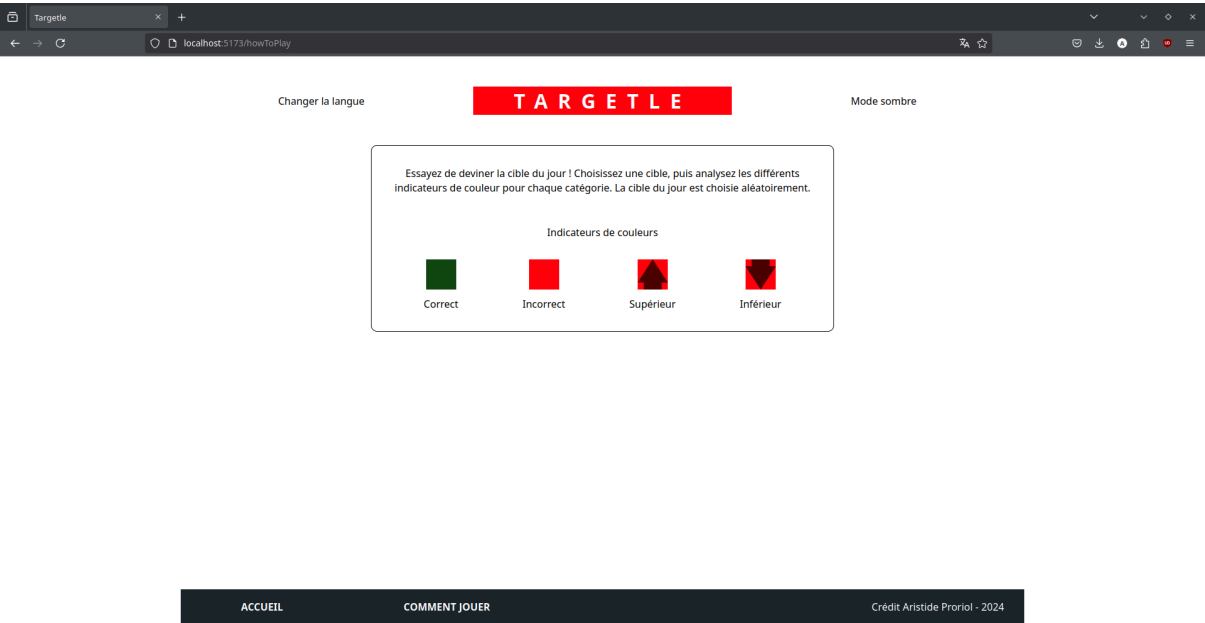 Targetle
localhost:5173/howToPlay
Changer la langue
TARGETLE
Mode sombre
Essayez de deviner la cible du jour ! Choisissez une cible, puis analysez les différents
indicateurs de couleur pour chaque catégorie. La cible du jour est choisie aléatoirement.
Indicateurs de couleurs
Correct
Incorrect
Supérieur
Inférieur
ACCUEIL
COMMENT JOUER
Crédit Aristide Proriol - 2024